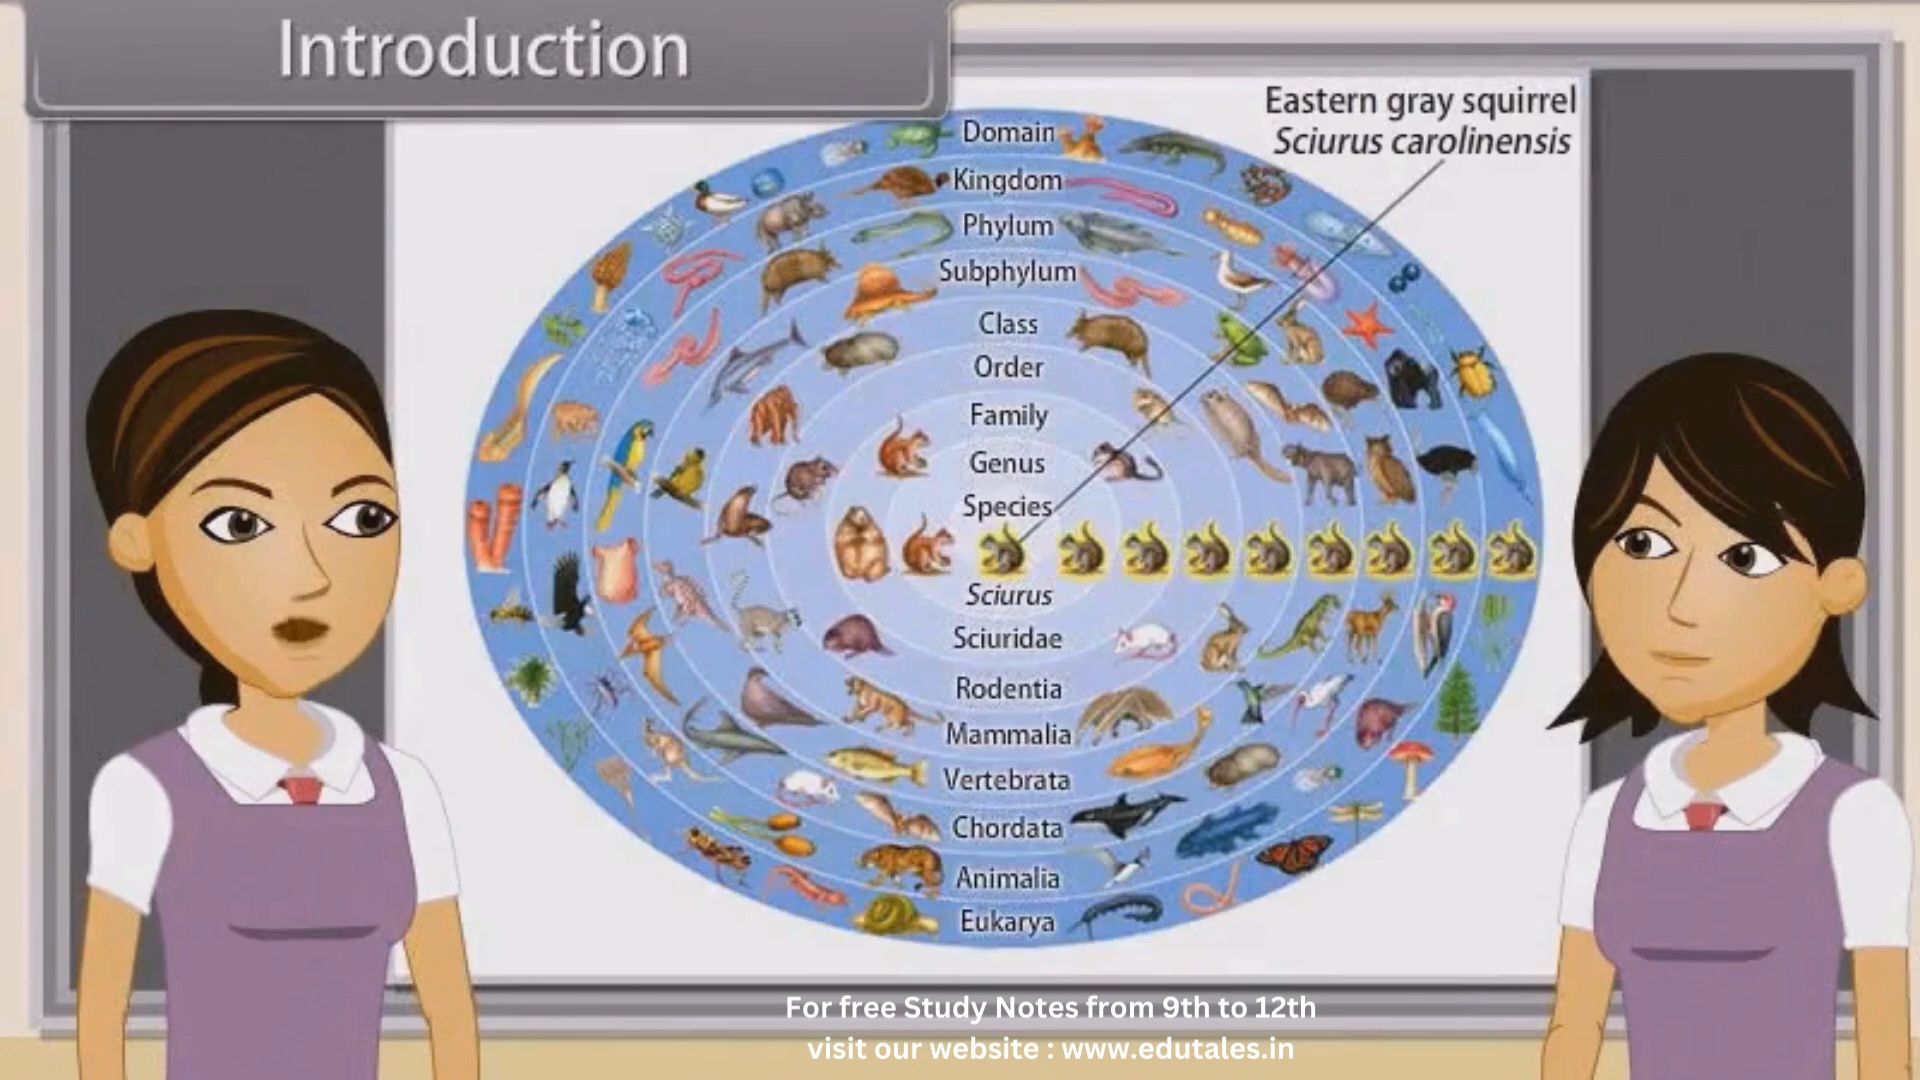 Introduction
Eastern gray squirrel
Sciurus carolinensis
Domain
Kingdom
Phylum
Subphylum
Class
Order
Family
Genus
Species
Sciurus
Sciuridae
Rodentia
Mammalia
Vertebrata
Chordata
Animalia
Eukarya
For free Study Notes from 9th to 12th
visit our website : www.edutales.in